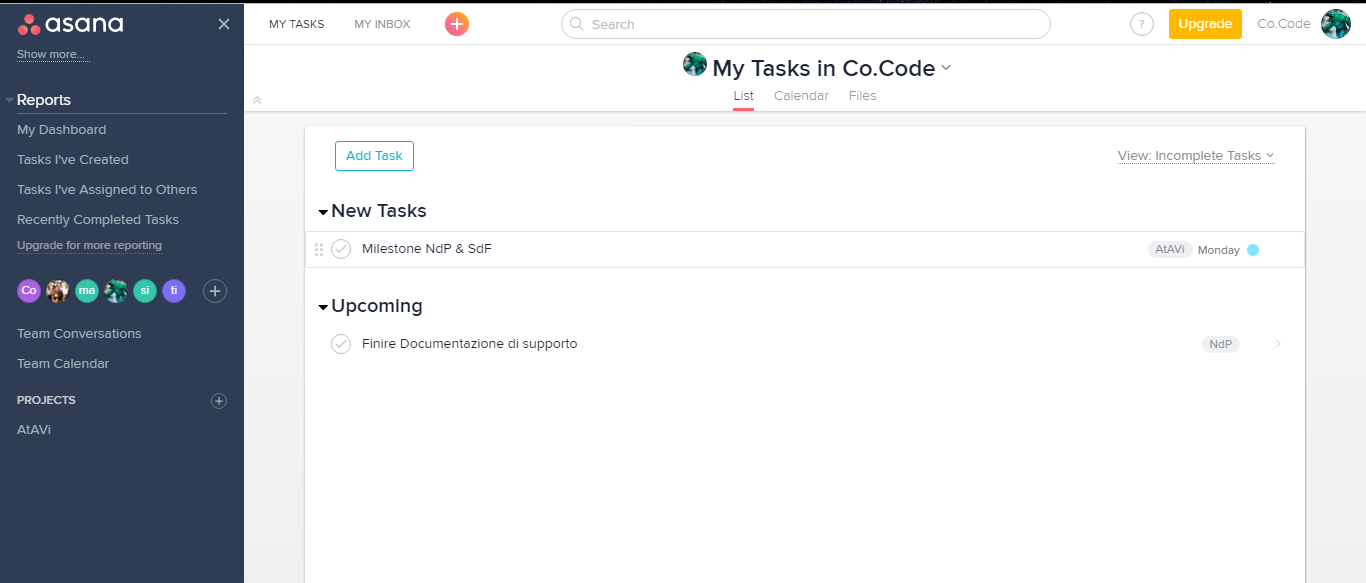 asana
Show more...
Reports
My Dashboard
Tasks I've Created
Tasks I've Assigned to Others
Recently Completed Tasks
Upgrade for more reporting
Co ma si ti
Team Conversations
Team Calendar
PROJECTS
AtAVi
MY TASKS MY INBOX Search ? Upgrade Co.Code
My Tasks in Co.Code
List Calendar Files
Add Task View: Incomplete Tasks
New Tasks
Milestone NdP & SdF AtAVi Monday
Upcoming
Finire Documentazione di supporto NdP